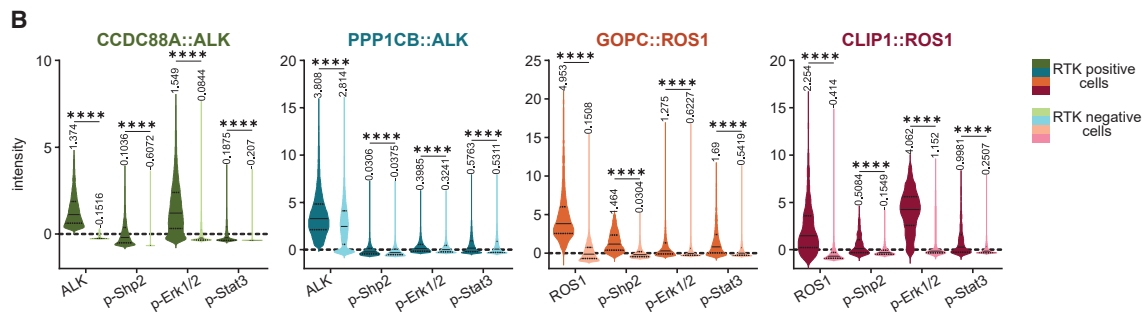 B
CCDC88A::ALK
PPP1CB::ALK
GOPC::ROS1
CLIP1::ROS1
intensity
10
5
0
**** **** **** ****
1.374
-0.1516
-0.1036
-0.6072
1.549
0.0844
-0.1875
-0.207
ALK p-Shp2 p-Erk1/2 p-Stat3
20
15
10
5
0
**** **** **** ****
3.808
2.814
0.0306
0.0375
0.3985
0.3241
0.5763
0.5311
ALK p-Shp2 p-Erk1/2 p-Stat3
25
20
15
10
5
0
**** **** **** ****
4.953
0.1508
1.464
0.0304
1.275
0.6227
1.69
0.5419
ROS1 p-Shp2 p-Erk1/2 p-Stat3
20
15
10
5
0
**** **** **** ****
2.254
-0.414
0.5084
0.1549
4.062
1.152
0.9981
0.2507
ROS1 p-Shp2 p-Erk1/2 p-Stat3
RTK positive
cells
RTK negative
cells